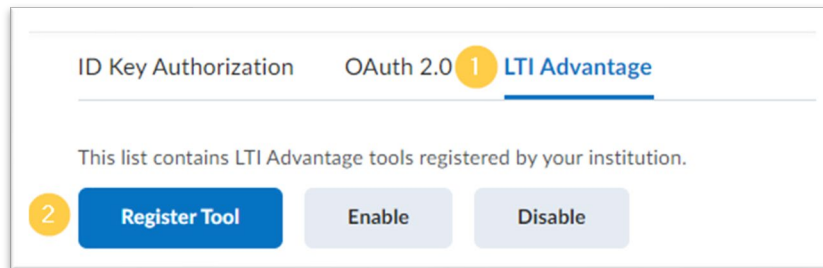 ID Key Authorization OAuth 2.0 1 LTI Advantage
This list contains LTI Advantage tools registered by your institution.
2 Register Tool Enable Disable